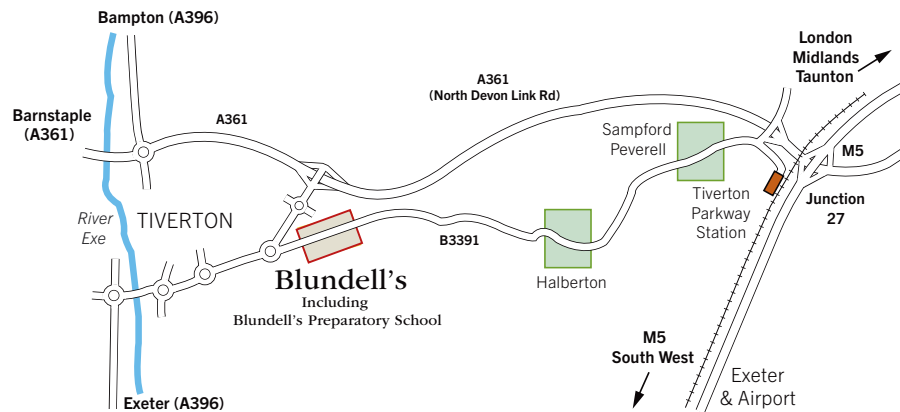 Bampton (A396)
London
Midlands
Taunton
A361
(North Devon Link Rd)
Barnstaple
(A361)
A361
Sampford
Peverell
M5
Tiverton
Parkway
Station
Junction
27
River
Exe
TIVERTON
B3391
Blundell's
Including
Blundell's Preparatory School
Halberton
M5
South West
Exeter
& Airport
Exeter (A396)